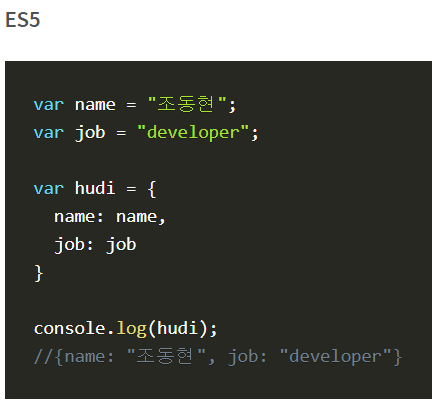 ES5
var name = "조동현";
var job = "developer";
var hudi = {
name: name,
job: job
}
console.log(hudi);
//{name: "조동현", job: "developer"}